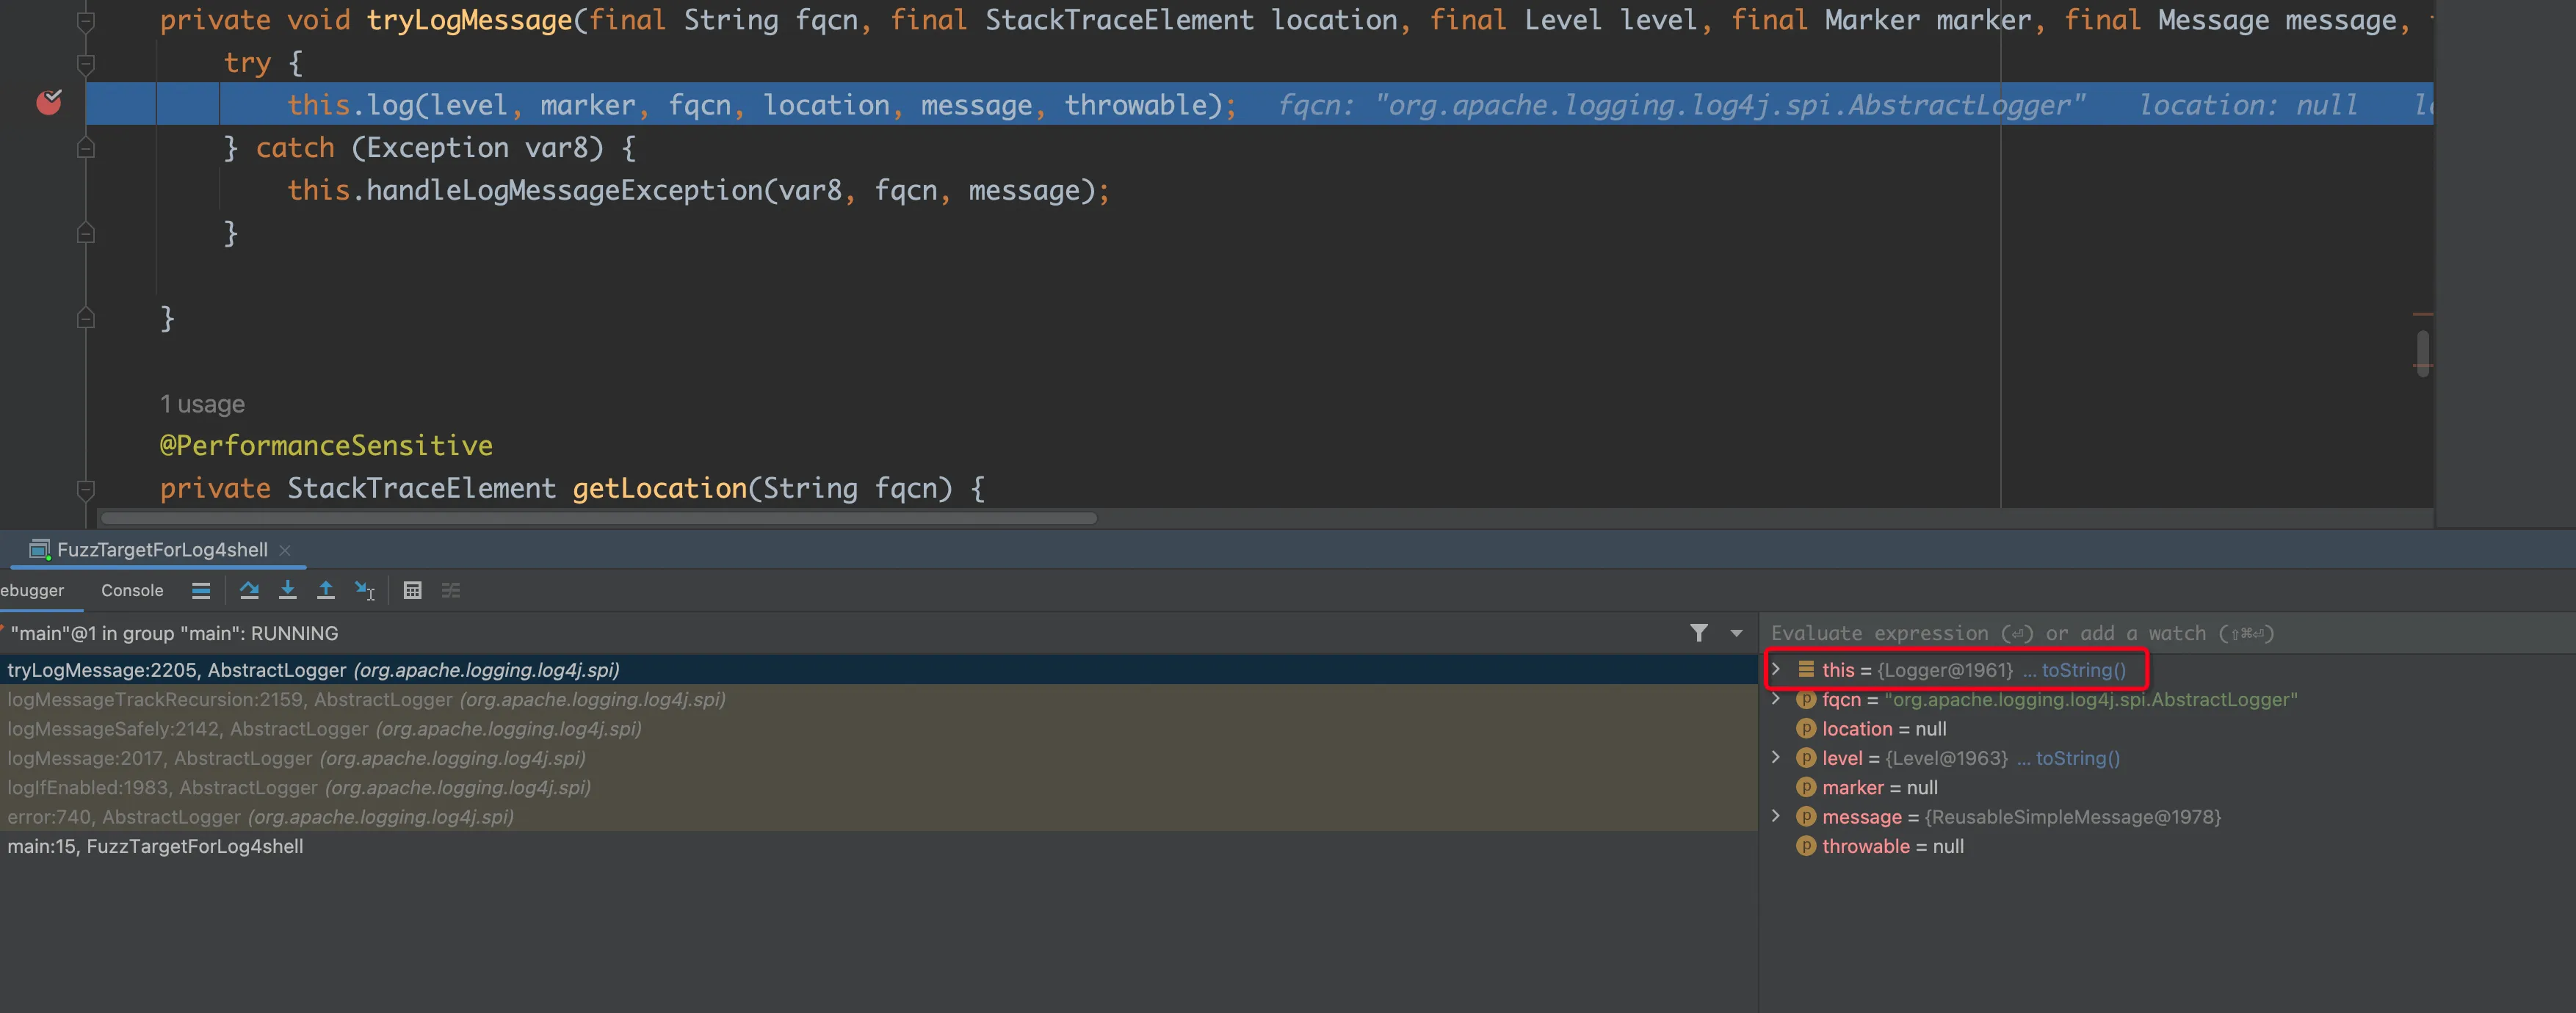 private void tryLogMessage(final String fqcn, final StackTraceElement location, final Level level, final Marker marker, final Message message,
try {
this.log(level, marker, fqcn, location, message, throwable); fqcn: "org.apache.logging.log4j.spi.AbstractLogger" location: null
} catch (Exception var8) {
this.handleLogMessageException(var8, fqcn, message);
}
}
1 usage
@PerformanceSensitive
private StackTraceElement getLocation(String fqcn) {
FuzzTargetForLog4shell
ebugger Console
"main"@1 in group "main": RUNNING
Evaluate expression (⏎) or add a watch (⇧⌘⏎)
tryLogMessage:2205, AbstractLogger (org.apache.logging.log4j.spi)
logMessageTrackRecursion:2159, AbstractLogger (org.apache.logging.log4j.spi)
logMessageSafely:2142, AbstractLogger (org.apache.logging.log4j.spi)
logMessage:2017, AbstractLogger (org.apache.logging.log4j.spi)
logIfEnabled:1983, AbstractLogger (org.apache.logging.log4j.spi)
error:740, AbstractLogger (org.apache.logging.log4j.spi)
main:15, FuzzTargetForLog4shell
this = {Logger@1961} ... toString()
fqcn = "org.apache.logging.log4j.spi.AbstractLogger"
location = null
level = {Level@1963} ... toString()
marker = null
message = {ReusableSimpleMessage@1978}
throwable = null